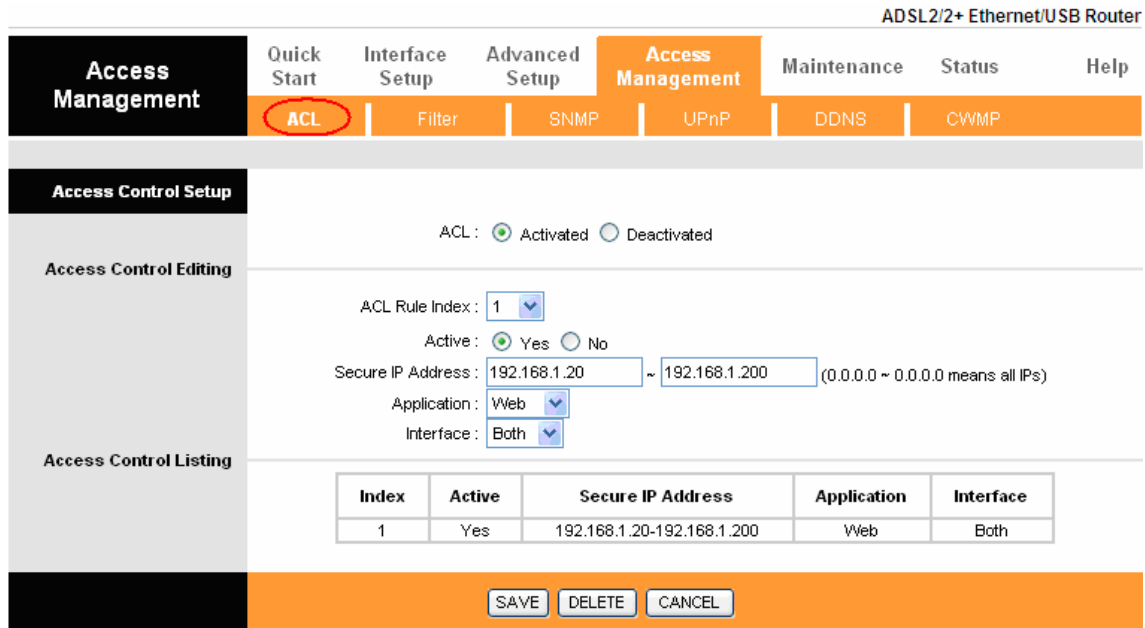 ADSL2/2+ Ethernet/USB Router
Access Management
Quick Start
Interface Setup
Advanced Setup
Access Management
Maintenance
Status
Help
ACL
Filter
SNMP
UPnP
DDNS
CWMP
Access Control Setup
ACL : Activated Deactivated
Access Control Editing
ACL Rule Index : 1
Active : Yes No
Secure IP Address : 192.168.1.20 ~ 192.168.1.200 (0.0.0.0 ~ 0.0.0.0 means all IPs)
Application : Web
Interface : Both
Access Control Listing
Index Active Secure IP Address Application Interface
1 Yes 192.168.1.20-192.168.1.200 Web Both
SAVE DELETE CANCEL